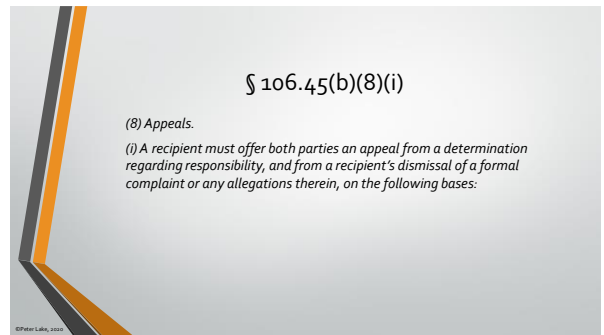 § 106.45(b)(8)(i)
(8) Appeals.
(i) A recipient must offer both parties an appeal from a determination
regarding responsibility, and from a recipient's dismissal of a formal
complaint or any allegations therein, on the following bases:
©Peter Lake, 2020